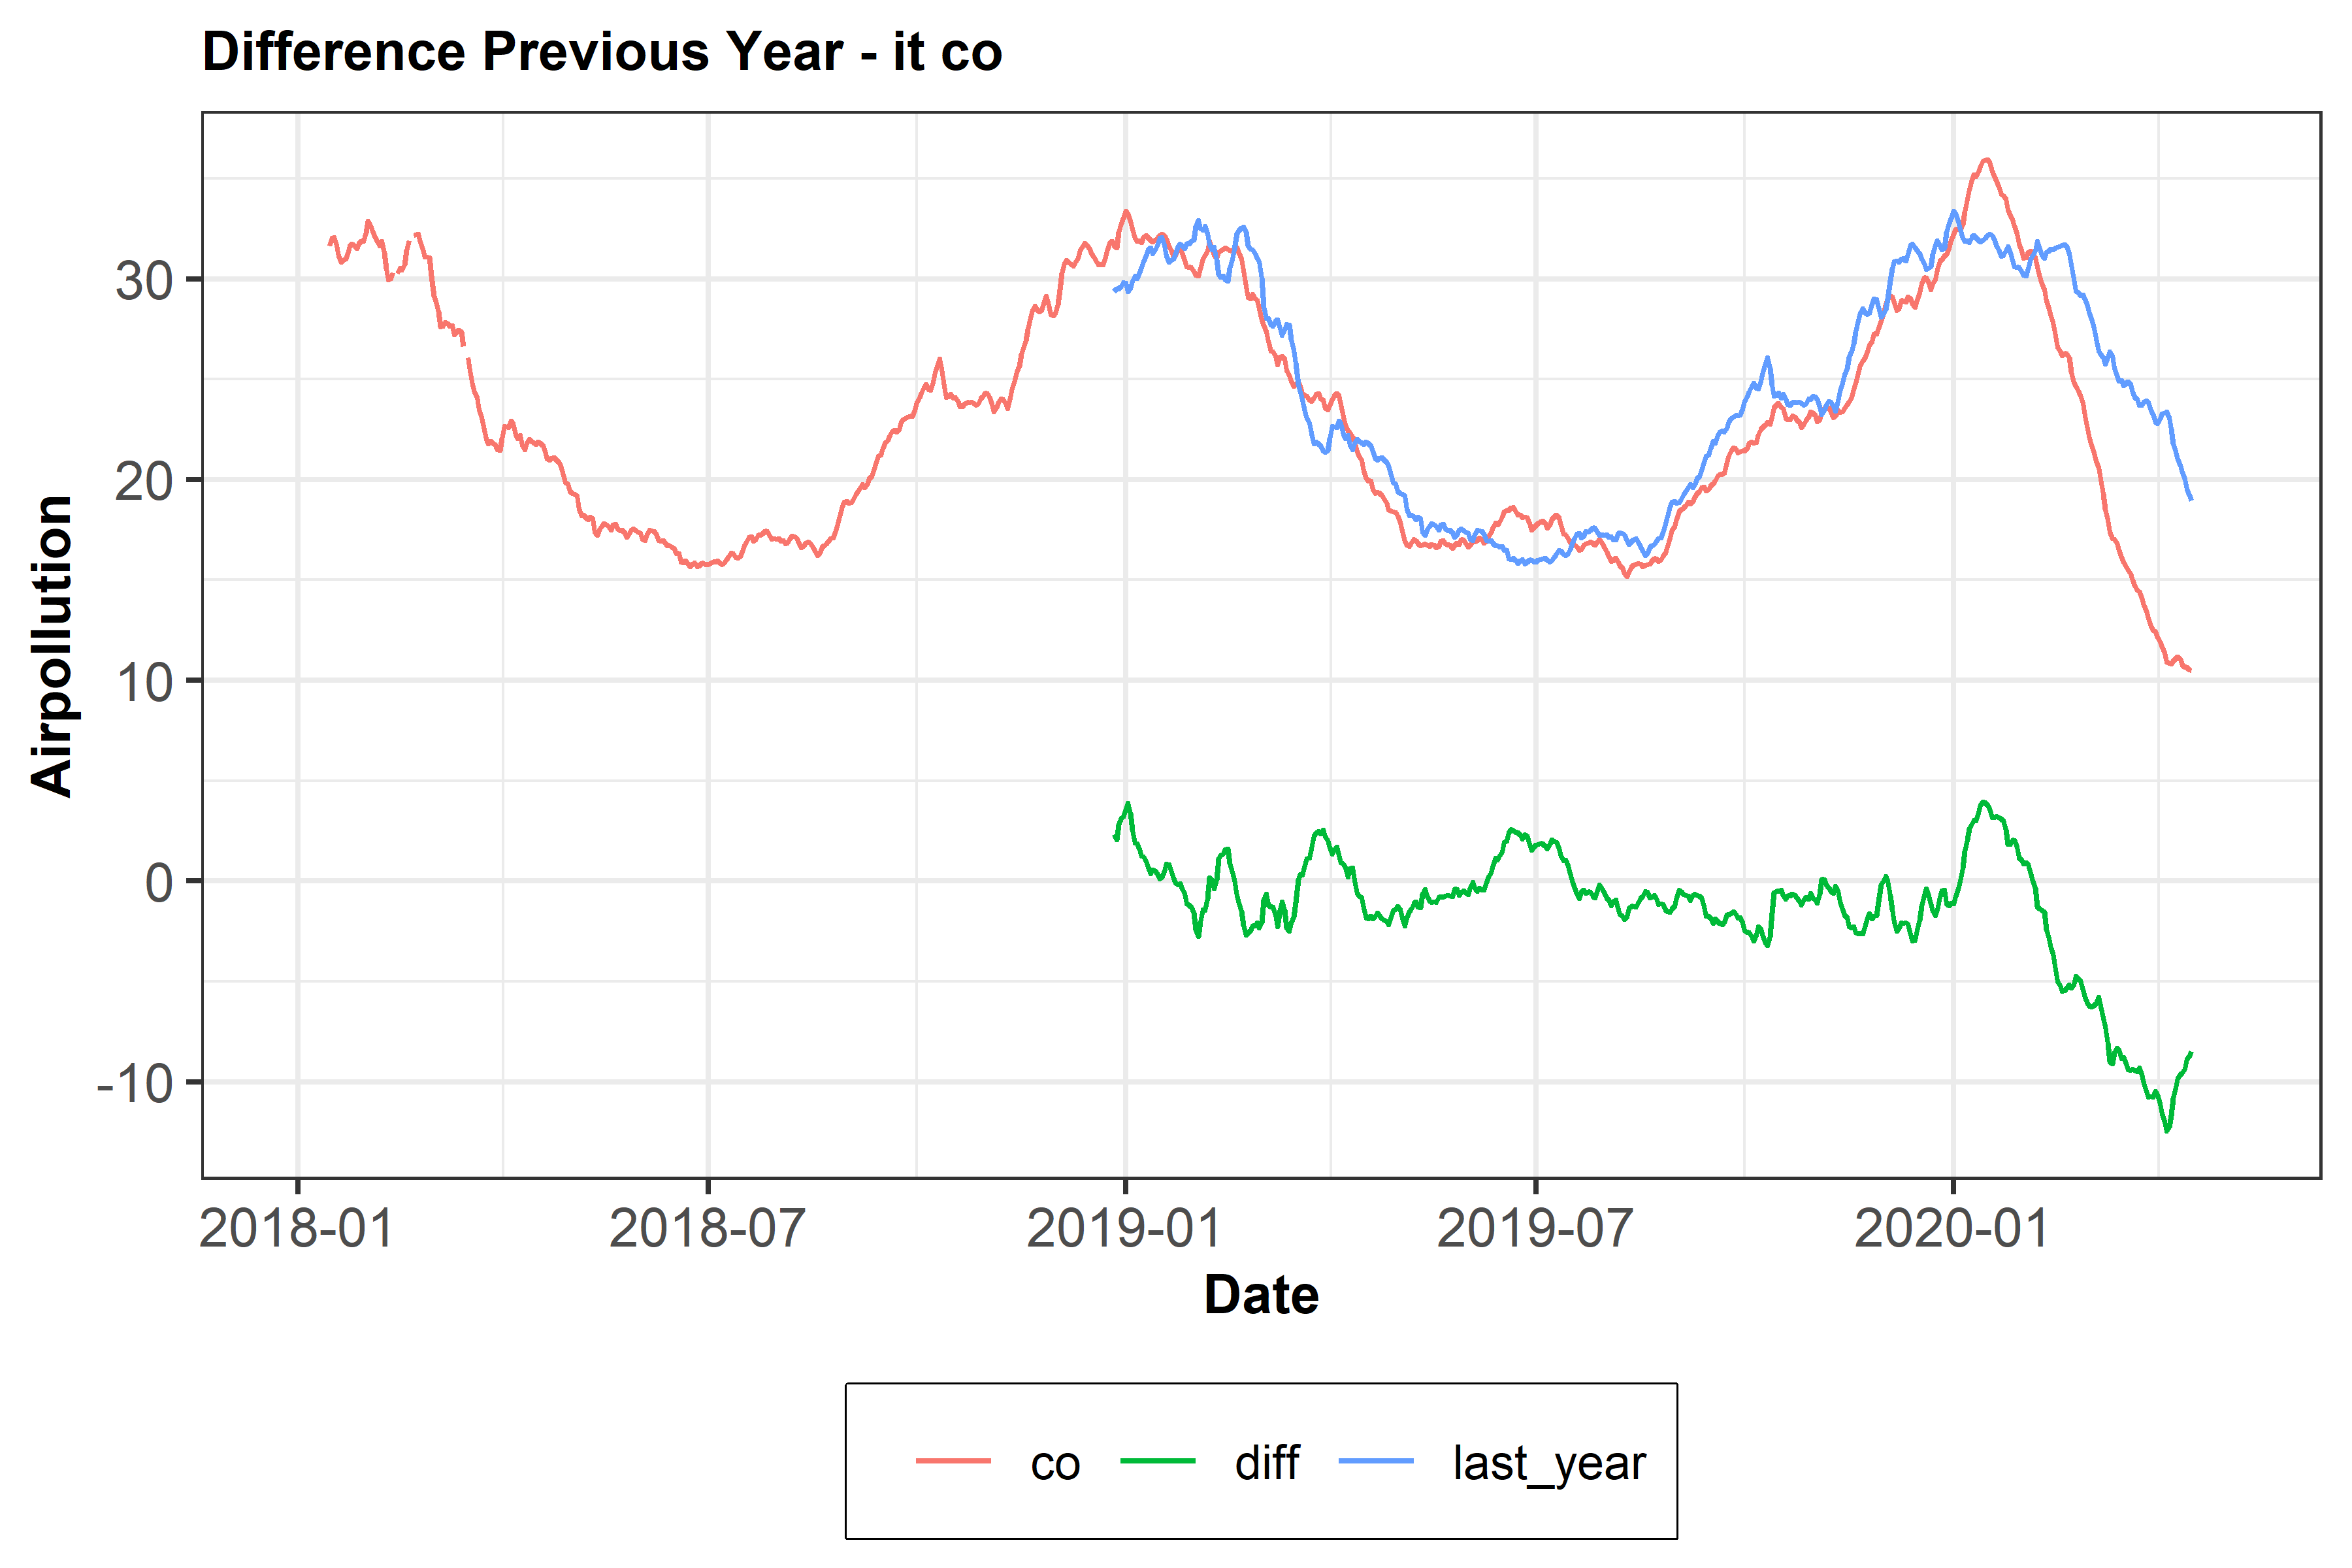 Difference Previous Year - it co
Airpollution
30
20
10
0
-10
2018-01 2018-07 2019-01 2019-07 2020-01
Date
co diff last_year